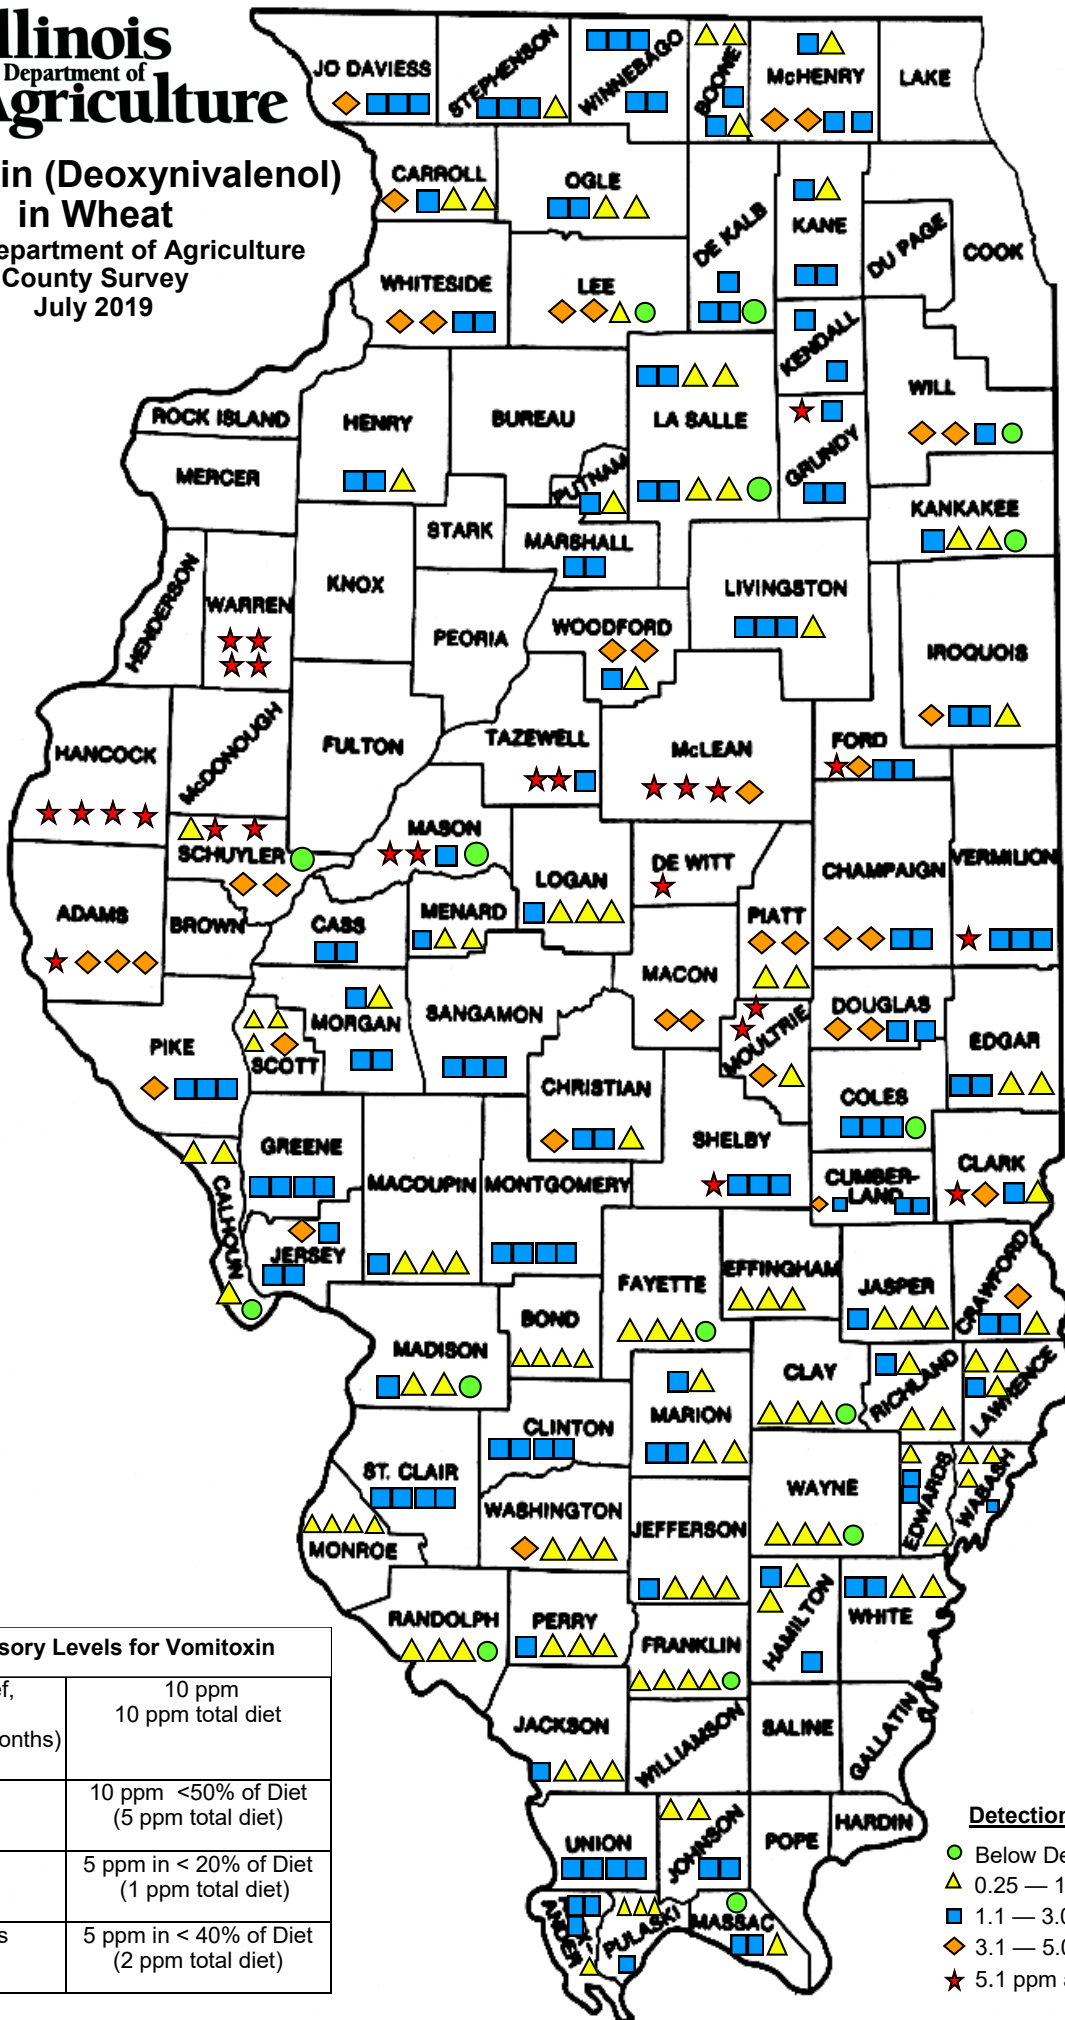 llinois
Department of
Agriculture
in (Deoxynivalenol)
in Wheat
epartment of Agriculture
County Survey
July 2019
JO DAVIESS
STEPHENSON
WINNEBAGO
BOONE
McHENRY
LAKE
CARROLL
OGLE
DE KALB
KANE
DU PAGE
COOK
WHITESIDE
LEE
KENDALL
WILL
ROCK ISLAND
HENRY
BUREAU
LA SALLE
GRUNDY
MERCER
PUTNAM
KANKAKEE
STARK
MARSHALL
HENDERSON
WARREN
KNOX
PEORIA
WOODFORD
LIVINGSTON
IROQUOIS
HANCOCK
McDONOUGH
FULTON
TAZEWELL
McLEAN
FORD
SCHUYLER
MASON
LOGAN
DE WITT
CHAMPAIGN
VERMILION
ADAMS
BROWN
CASS
MENARD
PIATT
MACON
PIKE
SCOTT
MORGAN
SANGAMON
MOULTRIE
DOUGLAS
EDGAR
CHRISTIAN
COLES
GREENE
SHELBY
CALHOUN
MACOUPIN
MONTGOMERY
CUMBER-
LAND
CLARK
JERSEY
FAYETTE
EFFINGHAM
JASPER
CRAWFORD
BOND
MADISON
CLAY
RICHLAND
LAWRENCE
CLINTON
MARION
ST. CLAIR
WAYNE
EDWARDS
WABASH
WASHINGTON
JEFFERSON
MONROE
RANDOLPH
PERRY
FRANKLIN
HAMILTON
WHITE
JACKSON
WILLIAMSON
SALINE
GALLATIN
UNION
JOHNSON
POPE
HARDIN
PULASKI
MASSAC
sory Levels for Vomitoxin
ef,
onths)
10 ppm
10 ppm total diet
10 ppm <50% of Diet
(5 ppm total diet)
5 ppm in < 20% of Diet
(1 ppm total diet)
s
5 ppm in < 40% of Diet
(2 ppm total diet)
Detection
Below De
0.25 — 1
1.1 — 3.0
3.1 — 5.0
5.1 ppm a